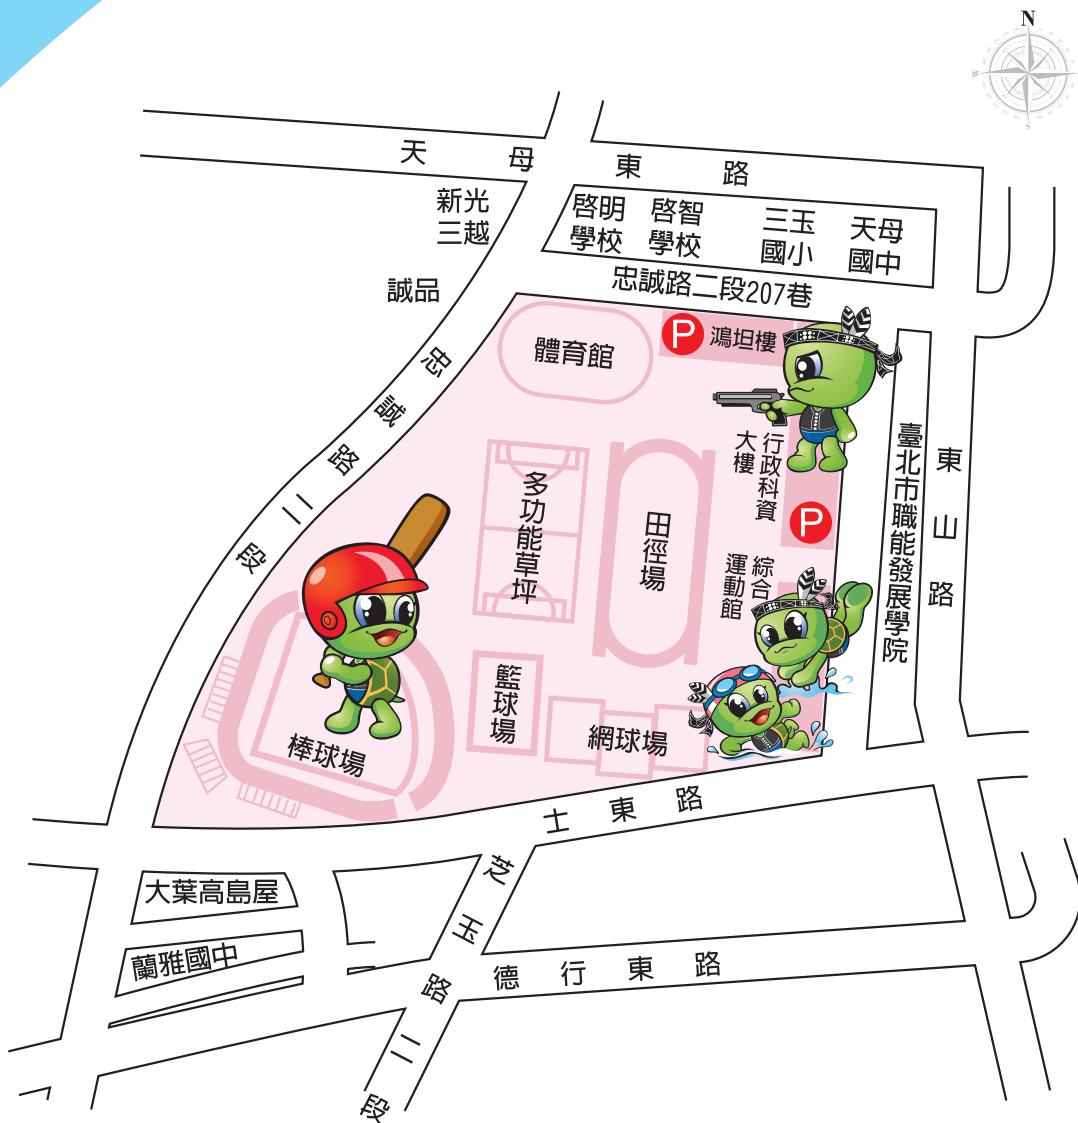 N
天母東路
新光
三越
啓明
學校
啓智
學校
三玉
國小
天母
國中
誠品
忠誠路二段207巷
忠誠路二段
體育館
P
鴻坦樓
行政科資
大樓
P
臺北市職能發展學院
東山路
多功能草坪
田徑場
綜合
運動館
籃球場
網球場
棒球場
士東路
大葉高島屋
蘭雅國中
芝玉路二段
德行東路